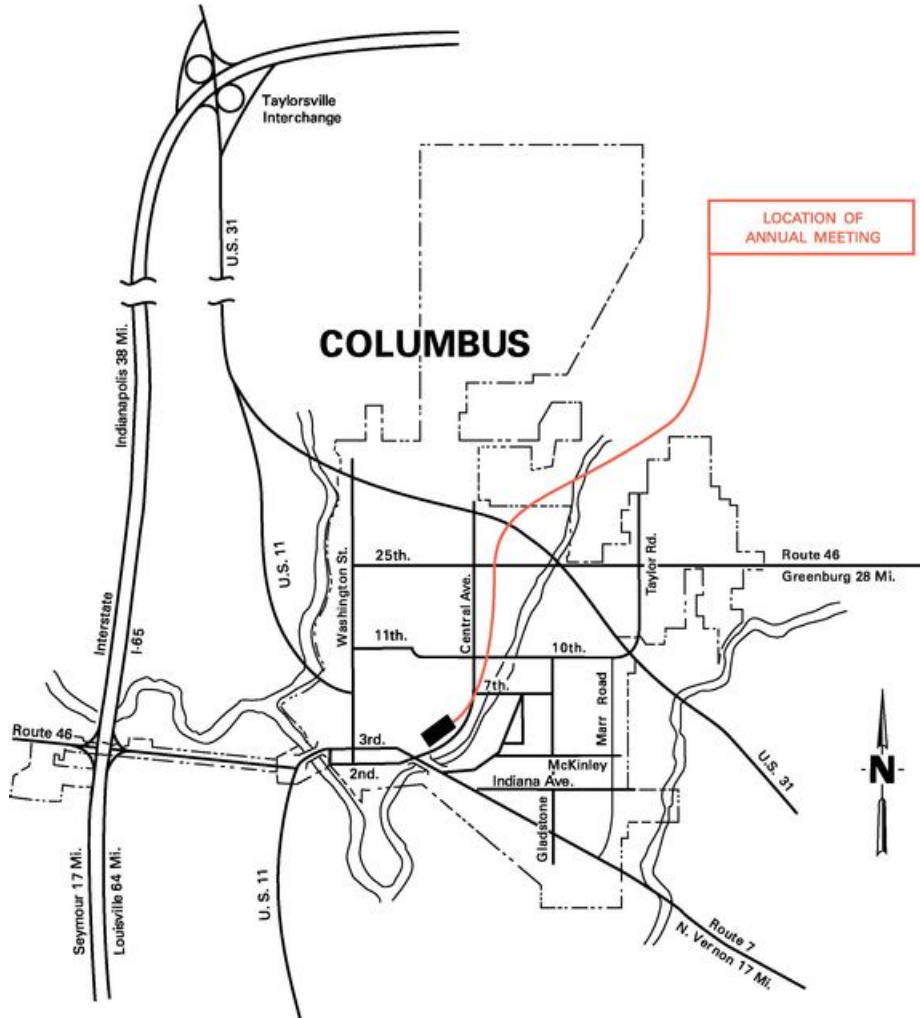 Taylorsville
Interchange
U.S. 31
LOCATION OF
ANNUAL MEETING
COLUMBUS
Indianapolis 38 Mi.
U.S. 11
Washington St.
25th.
Central Ave.
Taylor Rd.
Route 46
Greenburg 28 Mi.
Interstate
I-65
11th.
10th.
7th.
Marr Road
Route 46
3rd.
2nd.
McKinley
Indiana Ave.
Gladstone
U.S. 31
N
Seymour 17 Mi.
Louisville 64 Mi.
U.S. 11
Route 7
N. Vernon 17 Mi.